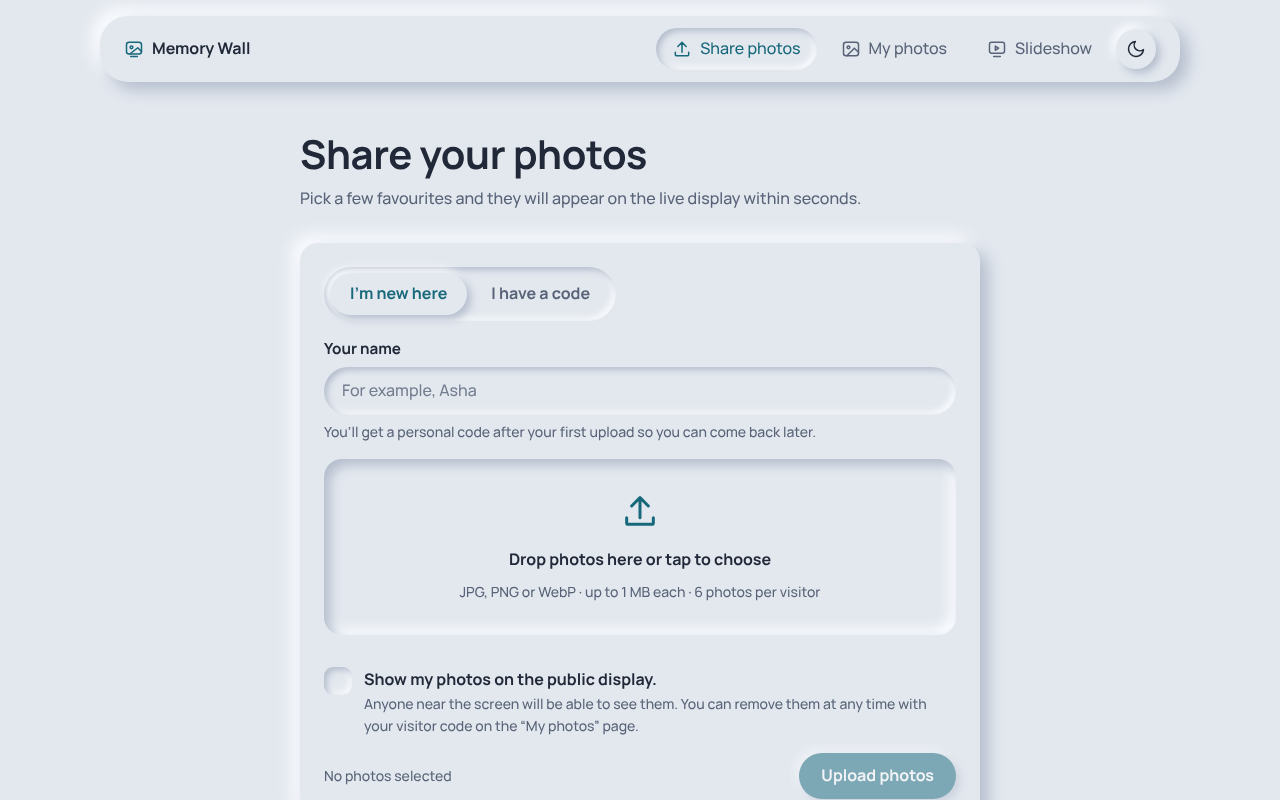 Memory Wall
Share photos
My photos
Slideshow
Share your photos
Pick a few favourites and they will appear on the live display within seconds.
I'm new here
I have a code
Your name
For example, Asha
You'll get a personal code after your first upload so you can come back later.
Drop photos here or tap to choose
JPG, PNG or WebP · up to 1 MB each · 6 photos per visitor
Show my photos on the public display.
Anyone near the screen will be able to see them. You can remove them at any time with
your visitor code on the “My photos” page.
No photos selected
Upload photos